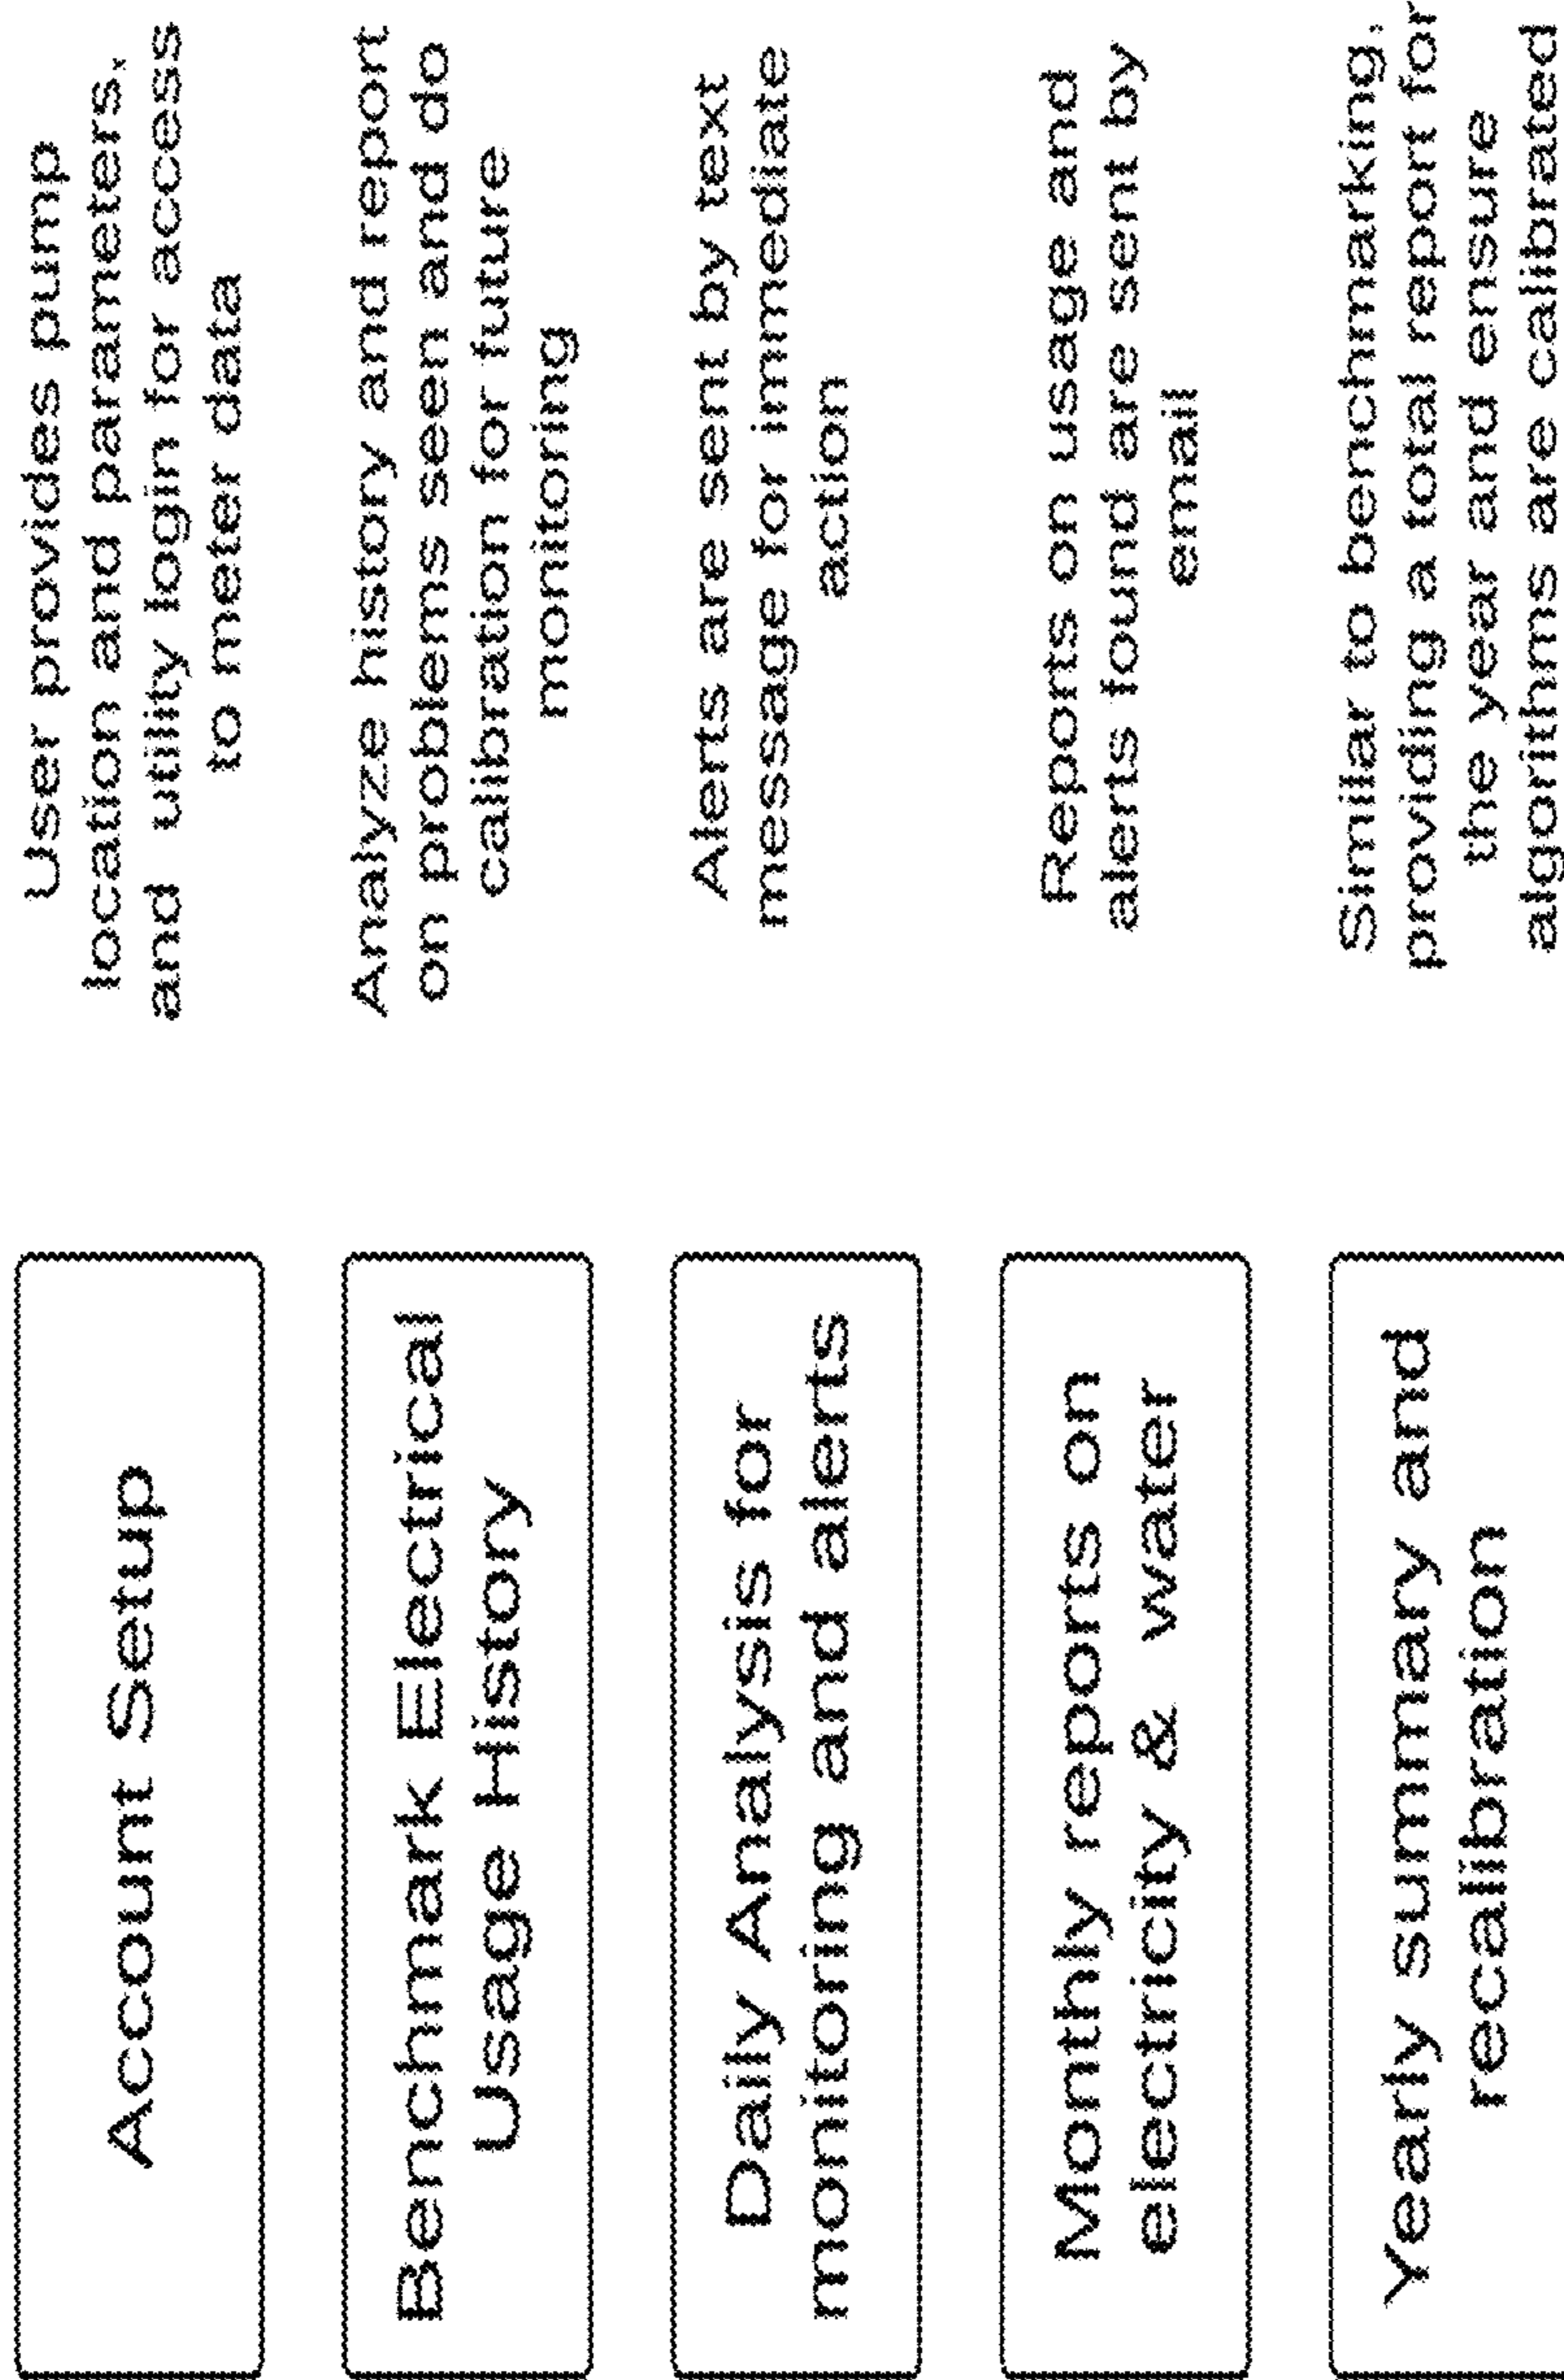 Account Setup
User provides pump
location and parameters,
and utility login for access
to meter data
Benchmark Electrical
Usage History
Analyze history and report
on problems seen and do
calibration for future
monitoring
Daily Analysis for
monitoring and alerts
Alerts are sent by text
message for immediate
action
Monthly reports on
electricity & water
Reports on usage and
alerts found are sent by
email
Yearly summary and
recalibration
Similar to benchmarking,
providing a total report for
the year and ensure
algorithms are calibrated